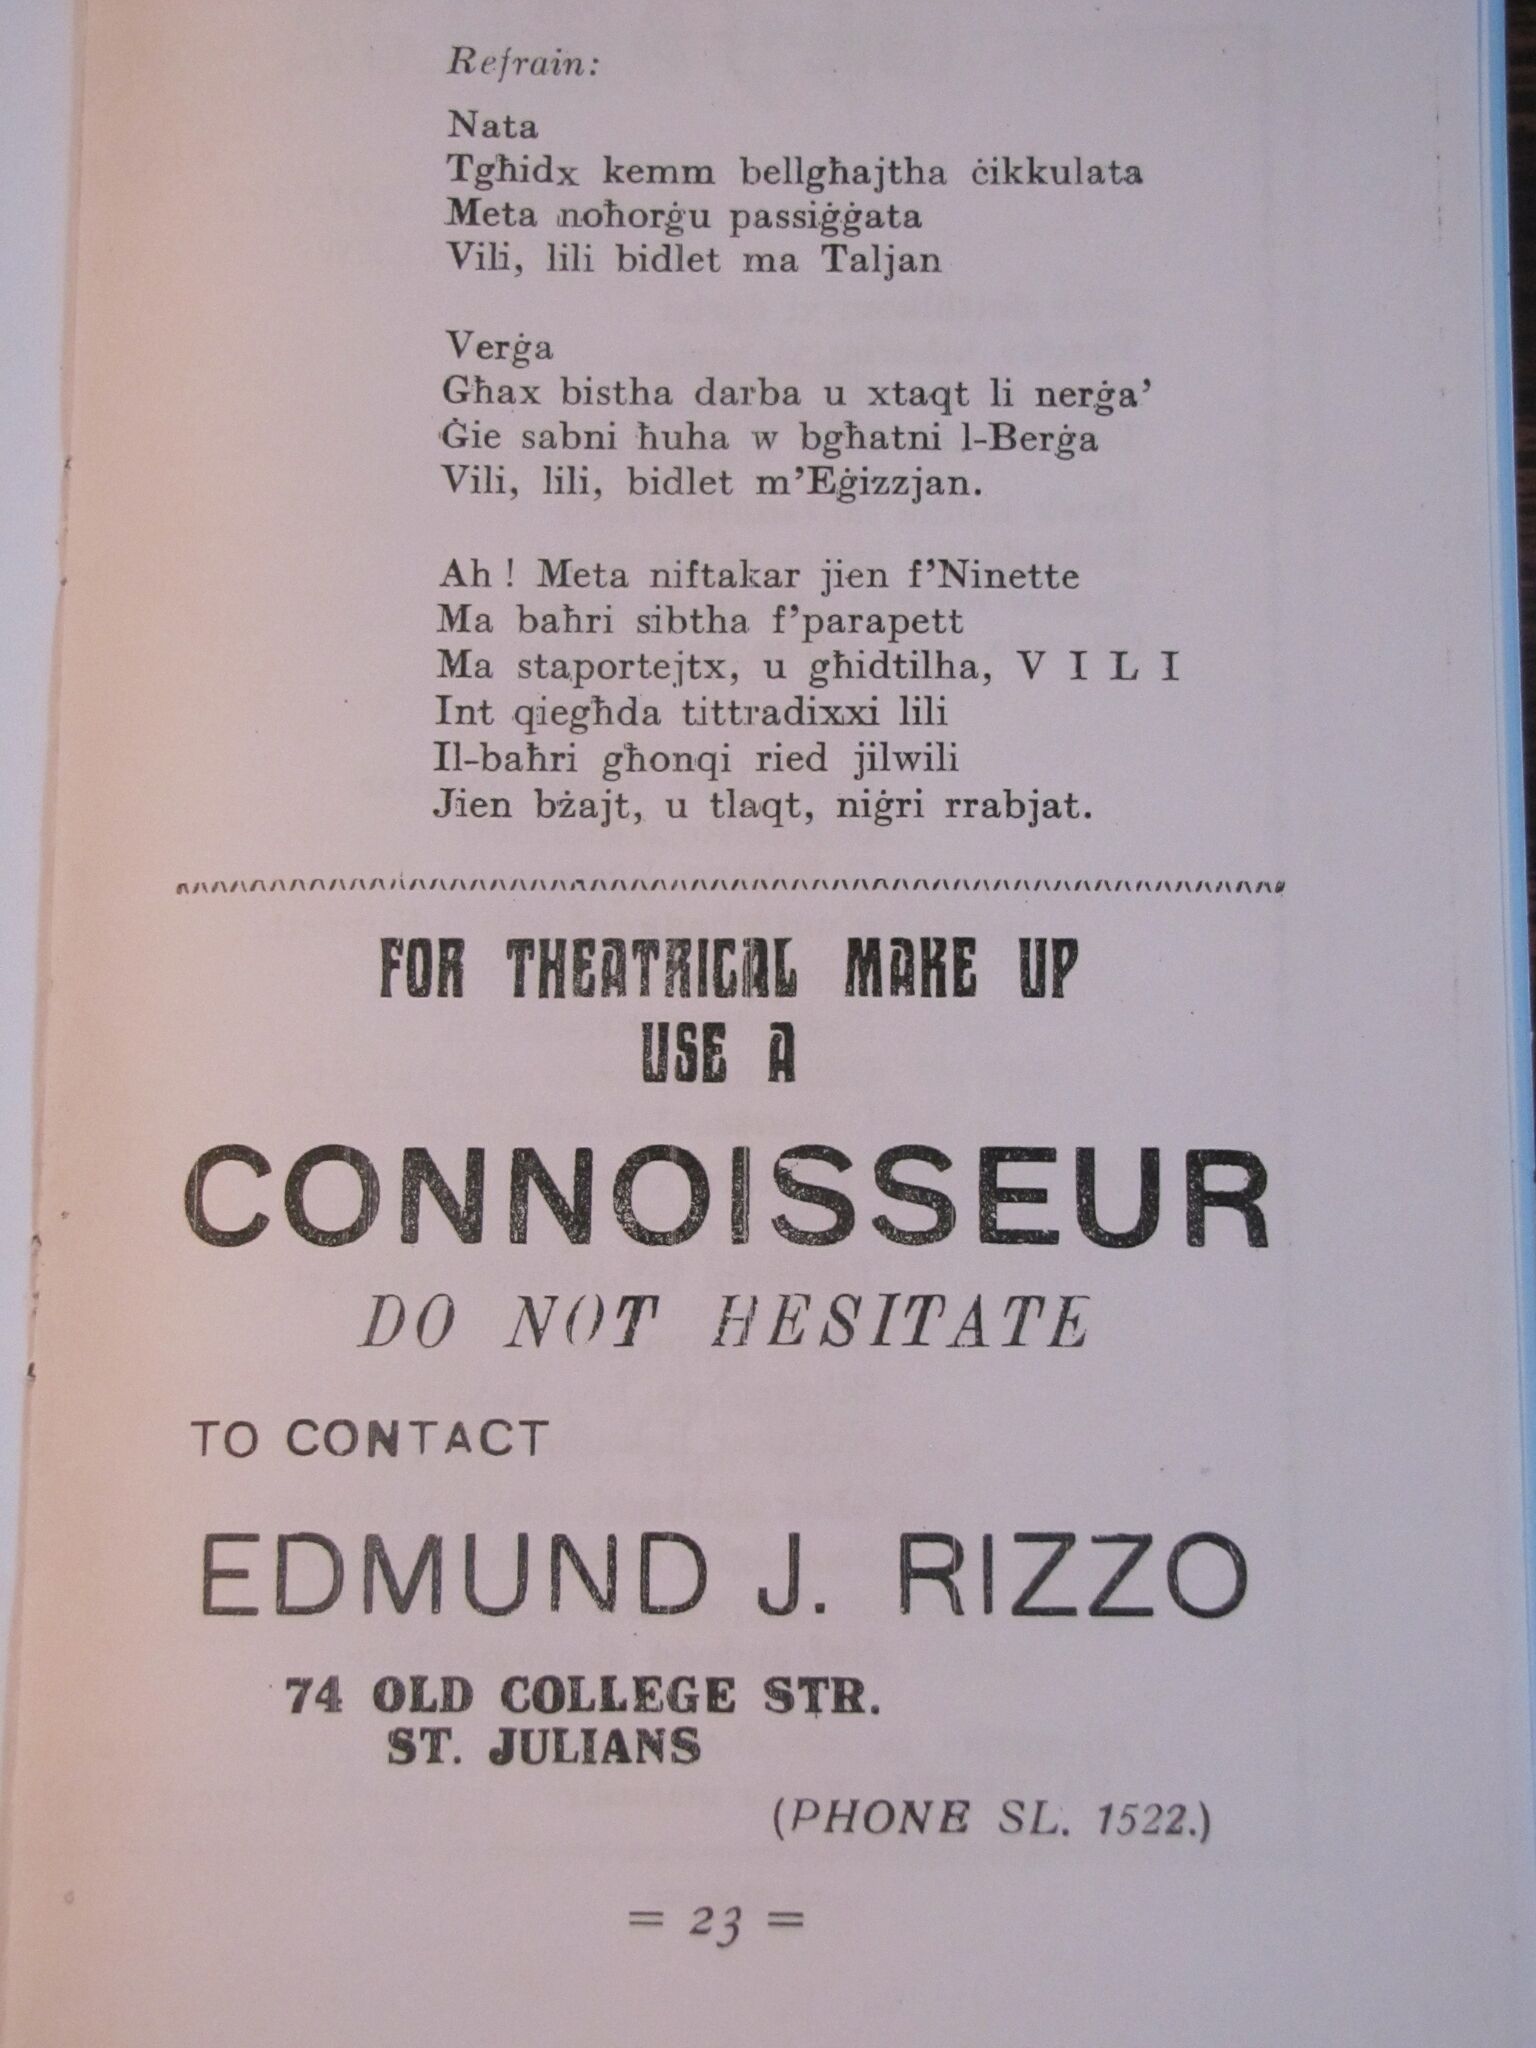 Refrain:
Nata
Tgħidx kemm bellgħajtha ċikkulata
Meta noħorġu passiġġata
Vili, lili bidlet ma Taljan
Verġa
Għax bistha darba u xtaqt li nerġa’
Ġie sabni ħuha w bgħatni l-Berġa
Vili, lili, bidlet m’Eġizzjan.
Ah ! Meta niftakar jien f’Ninette
Ma baħri sibtha f’parapett
Ma staportejtx, u għidtilha, V I L I
Int qiegħda tittradixxi lili
Il-baħri għonqi ried jilwili
Jien bżajt, u tlaqt, niġri rrabjat.
FOR THEATRICAL MAKE UP
USE A
CONNOISSEUR
DO NOT HESITATE
TO CONTACT
EDMUND J. RIZZO
74 OLD COLLEGE STR.
ST. JULIANS
(PHONE SL. 1522.)
= 23 =